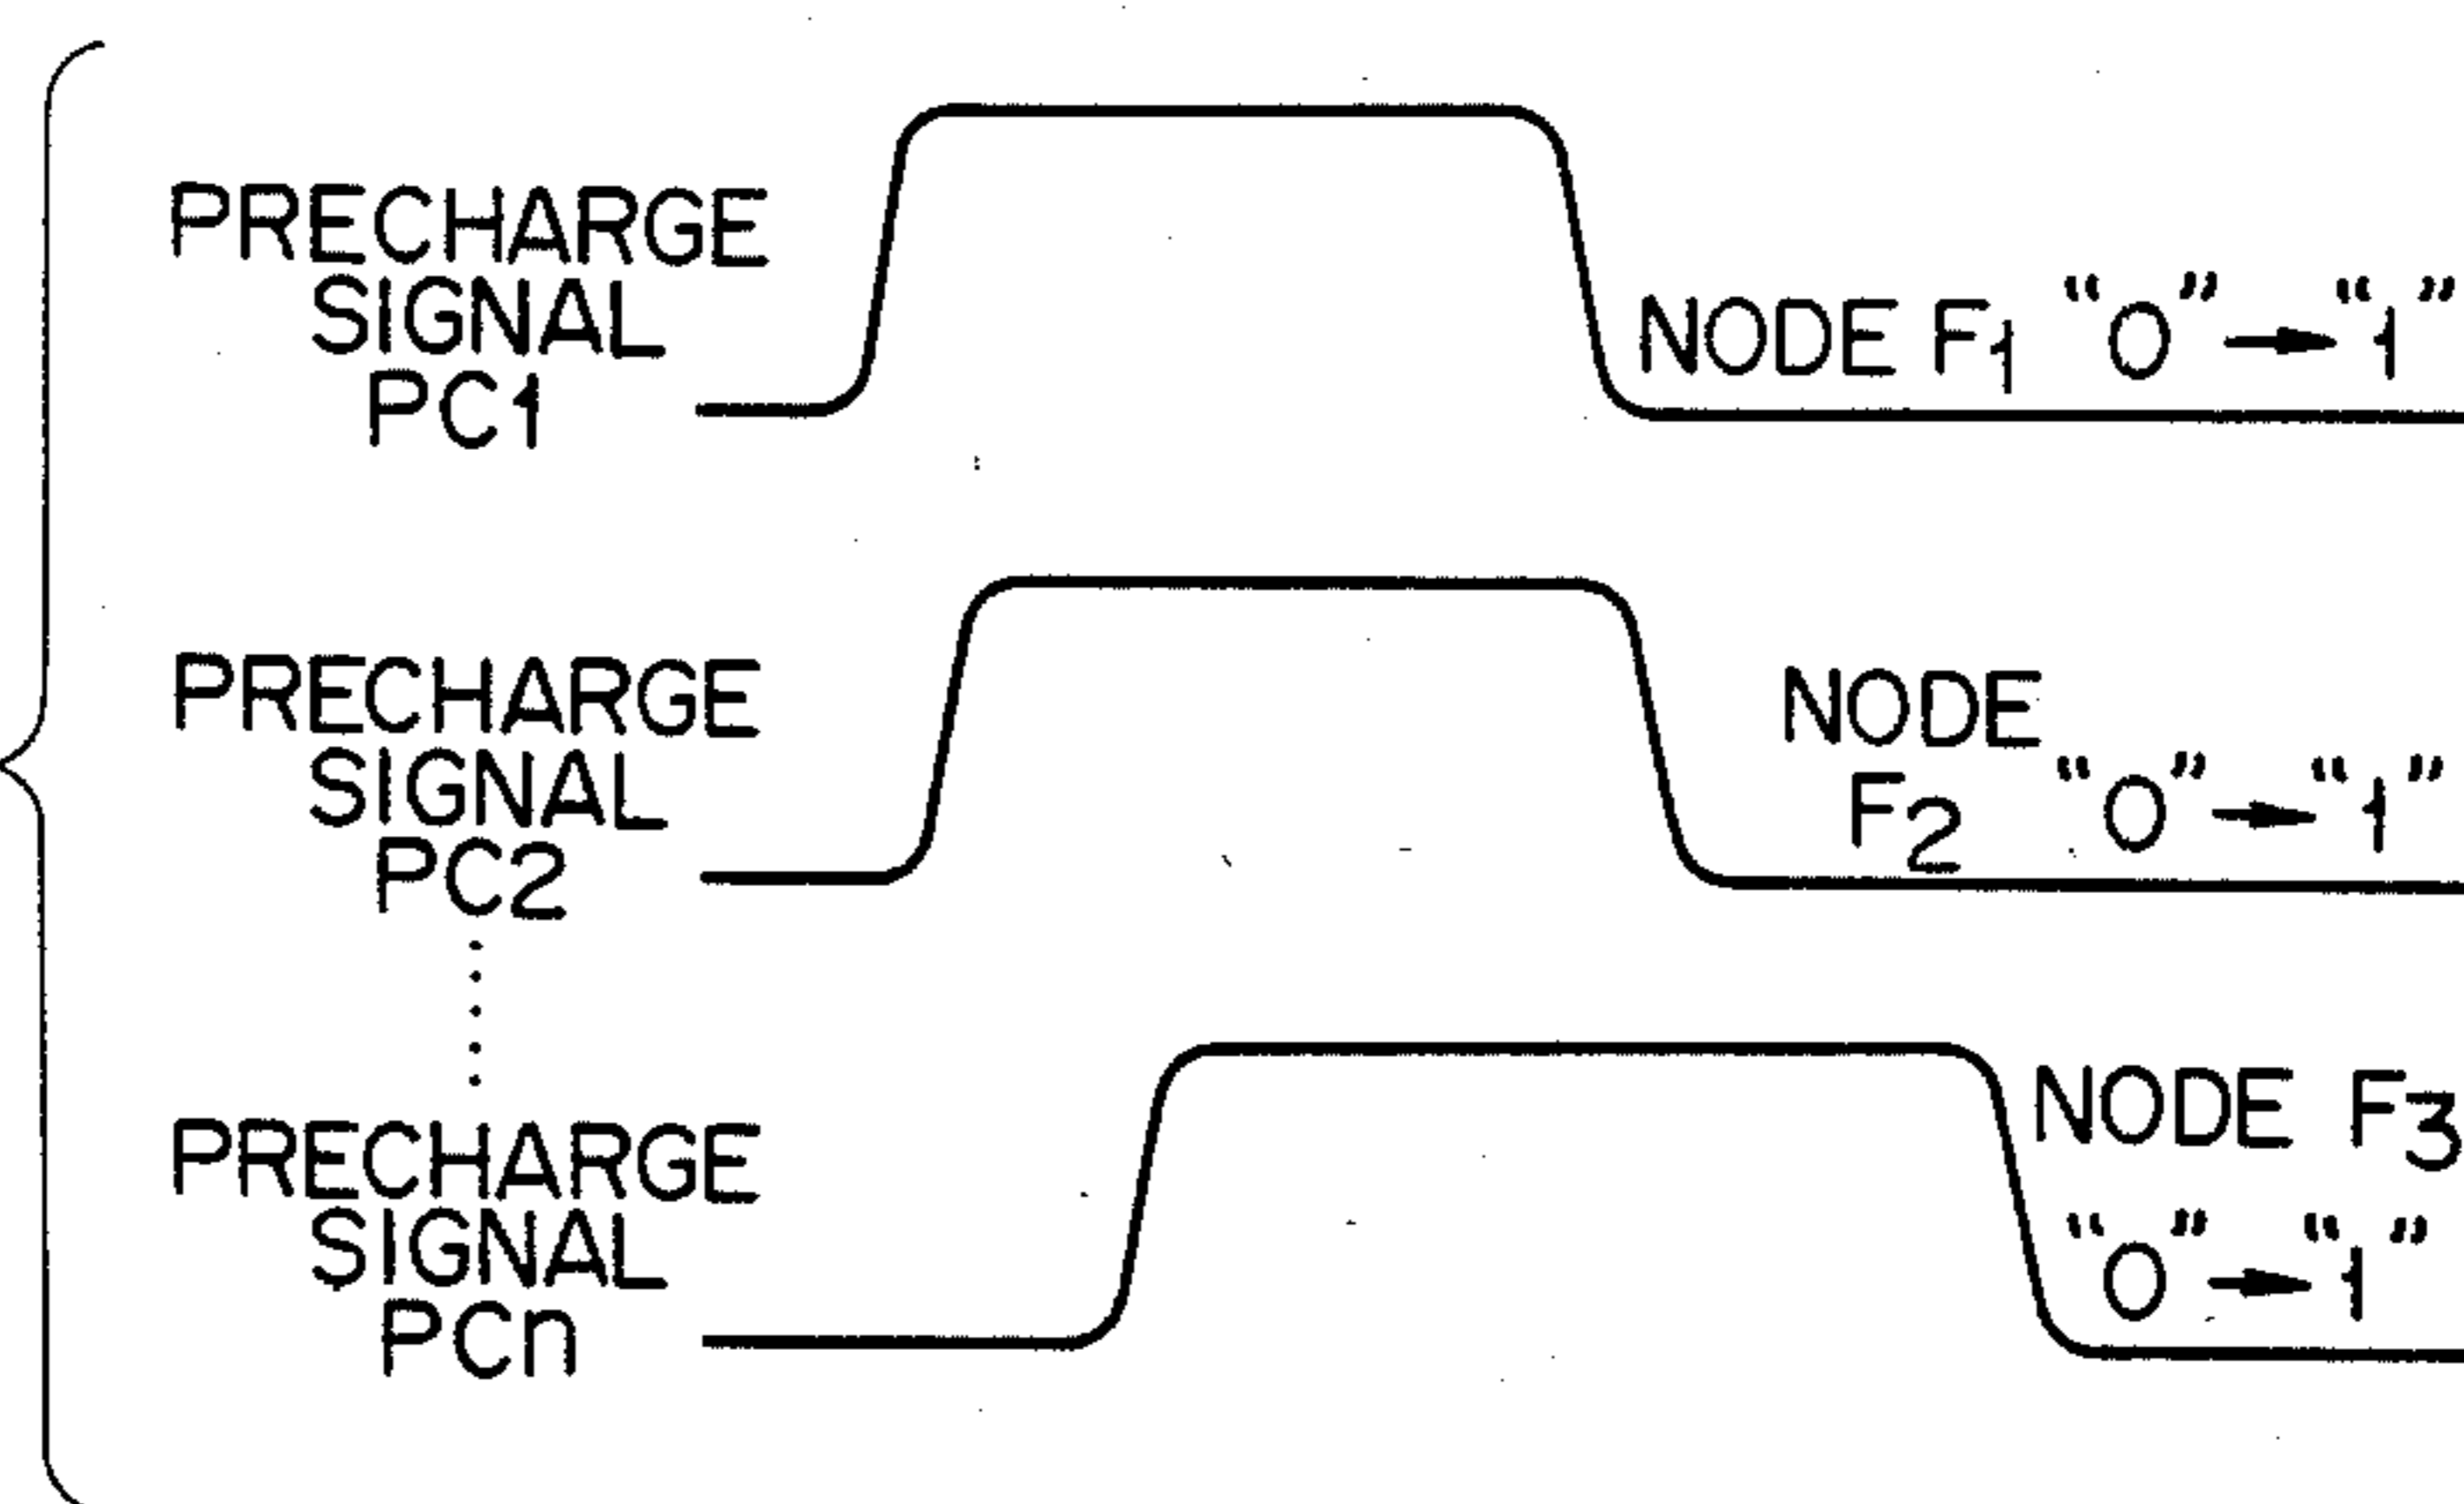 PRECHARGE
SIGNAL
PC1
NODE F1 “0”→“1”
PRECHARGE
SIGNAL
PC2
NODE
F2 “0”→“1”
PRECHARGE
SIGNAL
PCn
NODE F3
“0”→“1”